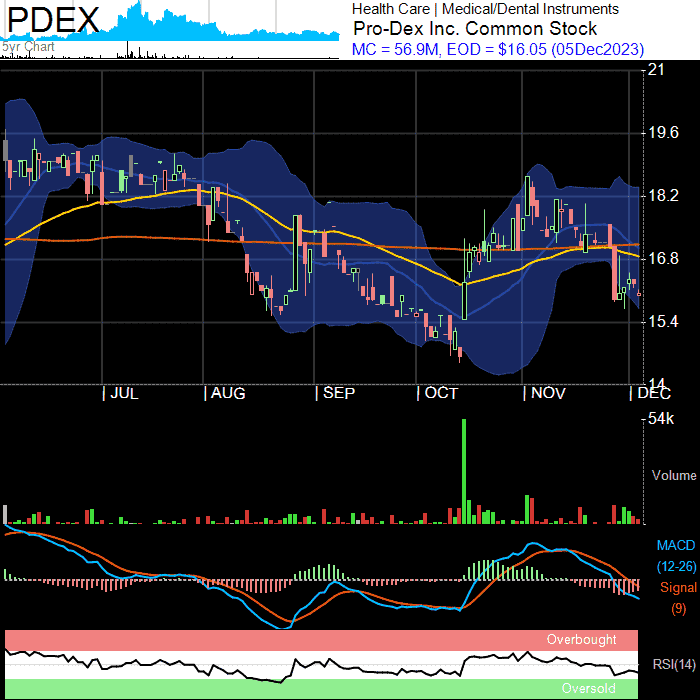 PDEX
5yr Chart
Health Care | Medical/Dental Instruments
Pro-Dex Inc. Common Stock
MC = 56.9M, EOD = $16.05 (05Dec2023)
21
19.6
18.2
16.8
15.4
14
JUL
AUG
SEP
OCT
NOV
DEC
54k
Volume
MACD
(12-26)
Signal
(9)
Overbought
RSI(14)
Oversold